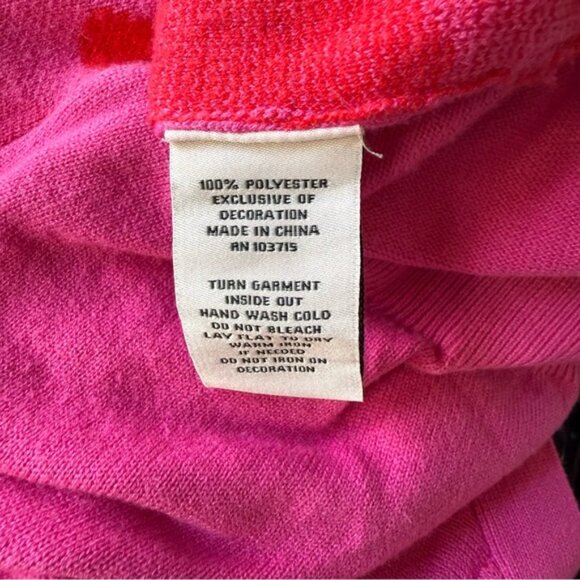 100% POLYESTER
EXCLUSIVE OF
DECORATION
MADE IN CHINA
RN 103715
TURN GARMENT
INSIDE OUT
HAND WASH COLD
DO NOT BLEACH
LAY FLAT TO DRY
WARM IRON
IF NEEDED
DO NOT IRON ON
DECORATION